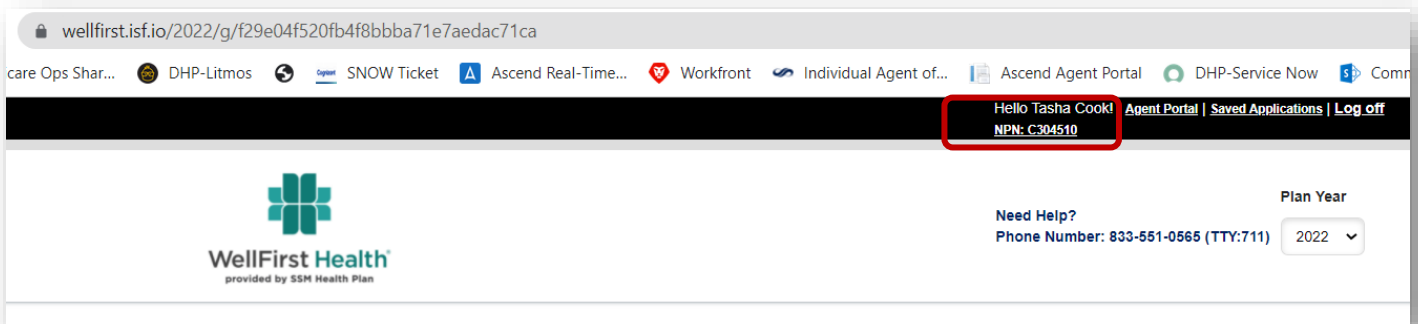 wellfirst.isf.io/2022/g/f29e04f520fb4f8bbba71e7aedac71ca
care Ops Shar... DHP-Litmos Cognizant SNOW Ticket A Ascend Real-Time... Workfront Individual Agent of... Ascend Agent Portal DHP-Service Now S Comm
Hello Tasha Cook! Agent Portal | Saved Applications | Log off
NPN: C304510
Plan Year
Need Help?
Phone Number: 833-551-0565 (TTY:711) 2022
WellFirst Health
provided by SSM Health Plan